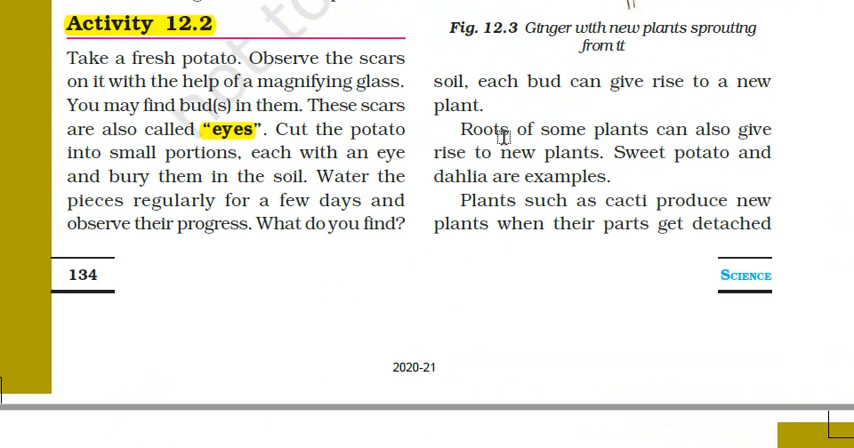 Activity 12.2
Take a fresh potato. Observe the scars
on it with the help of a magnifying glass.
You may find bud(s) in them. These scars
are also called "eyes". Cut the potato
into small portions, each with an eye
and bury them in the soil. Water the
pieces regularly for a few days and
observe their progress. What do you find?
Fig. 12.3 Ginger with new plants sprouting
from it
soil, each bud can give rise to a new
plant.
Roots of some plants can also give
rise to new plants. Sweet potato and
dahlia are examples.
Plants such as cacti produce new
plants when their parts get detached
134
SCIENCE
2020-21
not to